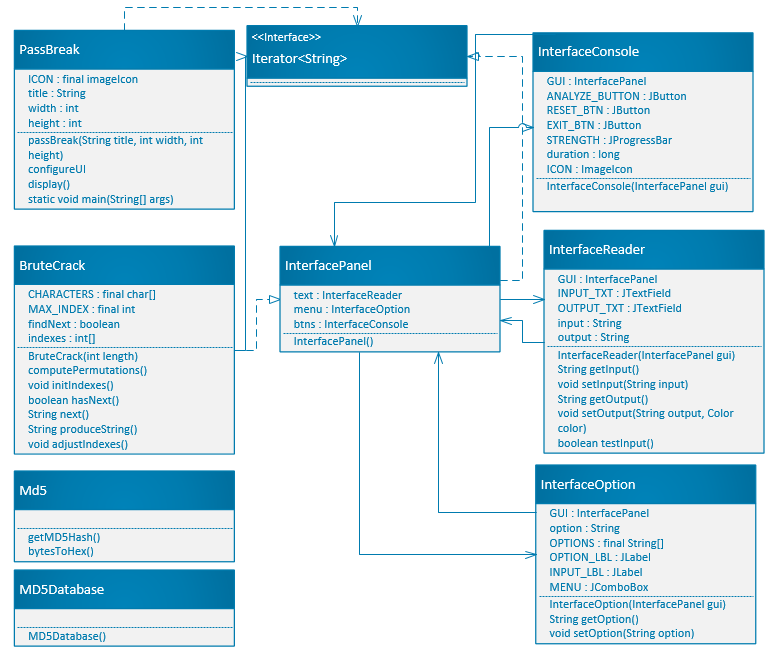 PassBreak
ICON : final imageIcon
title : String
width : int
height : int
passBreak(String title, int width, int
height)
configureUI
display()
static void main(String[] args)
<<Interface>>
Iterator<String>
InterfaceConsole
GUI : InterfacePanel
ANALYZE_BUTTON : JButton
RESET_BTN : JButton
EXIT_BTN : JButton
STRENGTH : JProgressBar
duration : long
ICON : ImageIcon
InterfaceConsole(InterfacePanel gui)
BruteCrack
CHARACTERS : final char[]
MAX_INDEX : final int
findNext : boolean
indexes : int[]
BruteCrack(int length)
computePermutations()
void initIndexes()
boolean hasNext()
String next()
String produceString()
void adjustIndexes()
InterfacePanel
text : InterfaceReader
menu : InterfaceOption
btns : InterfaceConsole
InterfacePanel()
InterfaceReader
GUI : InterfacePanel
INPUT_TXT : JTextField
OUTPUT_TXT : JTextField
input : String
output : String
InterfaceReader(InterfacePanel gui)
String getInput()
void setInput(String input)
String getOutput()
void setOutput(String output, Color
color)
boolean testInput()
Md5
getMD5Hash()
bytesToHex()
InterfaceOption
GUI : InterfacePanel
option : String
OPTIONS : final String[]
OPTION_LBL : JLabel
INPUT_LBL : JLabel
MENU : JComboBox
InterfaceOption(InterfacePanel gui)
String getOption()
void setOption(String option)
MD5Database
MD5Database()